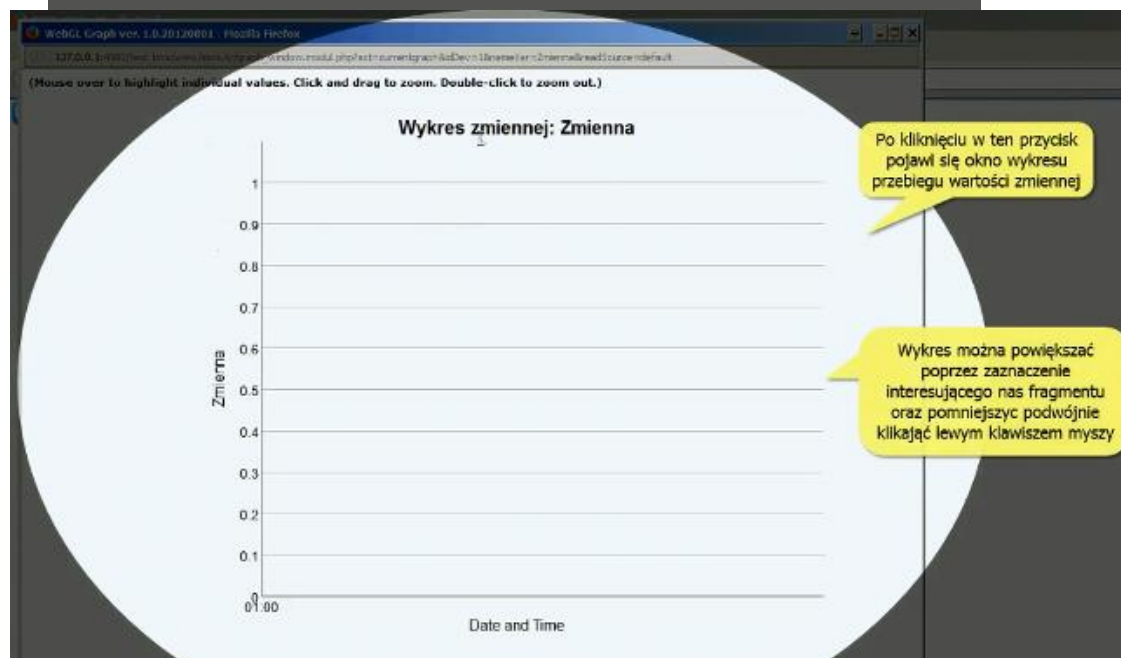 WebGL Graph ver. 1.0.20120801 - Mozilla Firefox
(Mouse over to highlight individual values. Click and drag to zoom. Double-click to zoom out.)
Wykres zmiennej: Zmienna
Po kliknięciu w ten przycisk
pojawi się okno wykresu
przebiegu wartości zmiennej
1
0.9
0.8
0.7
0.6
0.5
0.4
0.3
0.2
0.1
0
Zmienna
Wykres można powiększać
poprzez zaznaczenie
interesującego nas fragmentu
oraz pomniejszyc podwójnie
klikająć lewym klawiszem myszy
01:00
Date and Time